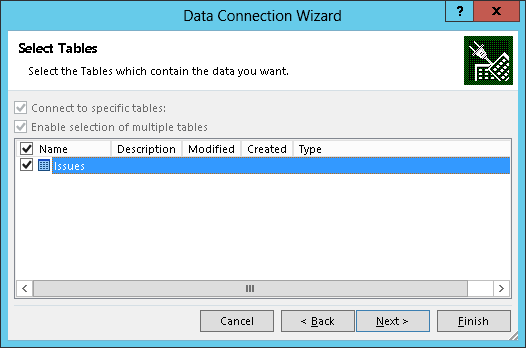 Data Connection Wizard
?
X
Select Tables
Select the Tables which contain the data you want.
Connect to specific tables:
Enable selection of multiple tables
Name Description Modified Created Type
Issues
Cancel < Back Next > Finish